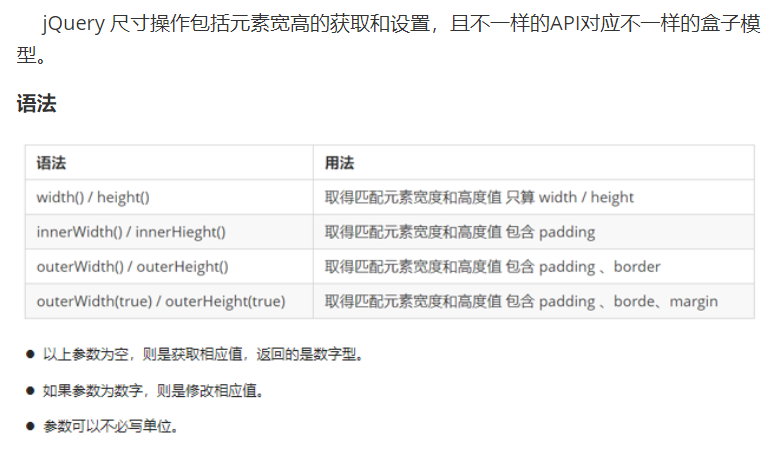 jQuery 尺寸操作包括元素宽高的获取和设置，且不一样的API对应不一样的盒子模
型。
语法
语法 用法
width() / height() 取得匹配元素宽度和高度值 只算 width / height
innerWidth() / innerHieght() 取得匹配元素宽度和高度值 包含 padding
outerWidth() / outerHeight() 取得匹配元素宽度和高度值 包含 padding 、border
outerWidth(true) / outerHeight(true) 取得匹配元素宽度和高度值 包含 padding 、borde、margin
● 以上参数为空，则是获取相应值，返回的是数字型。
● 如果参数为数字，则是修改相应值。
● 参数可以不必写单位。